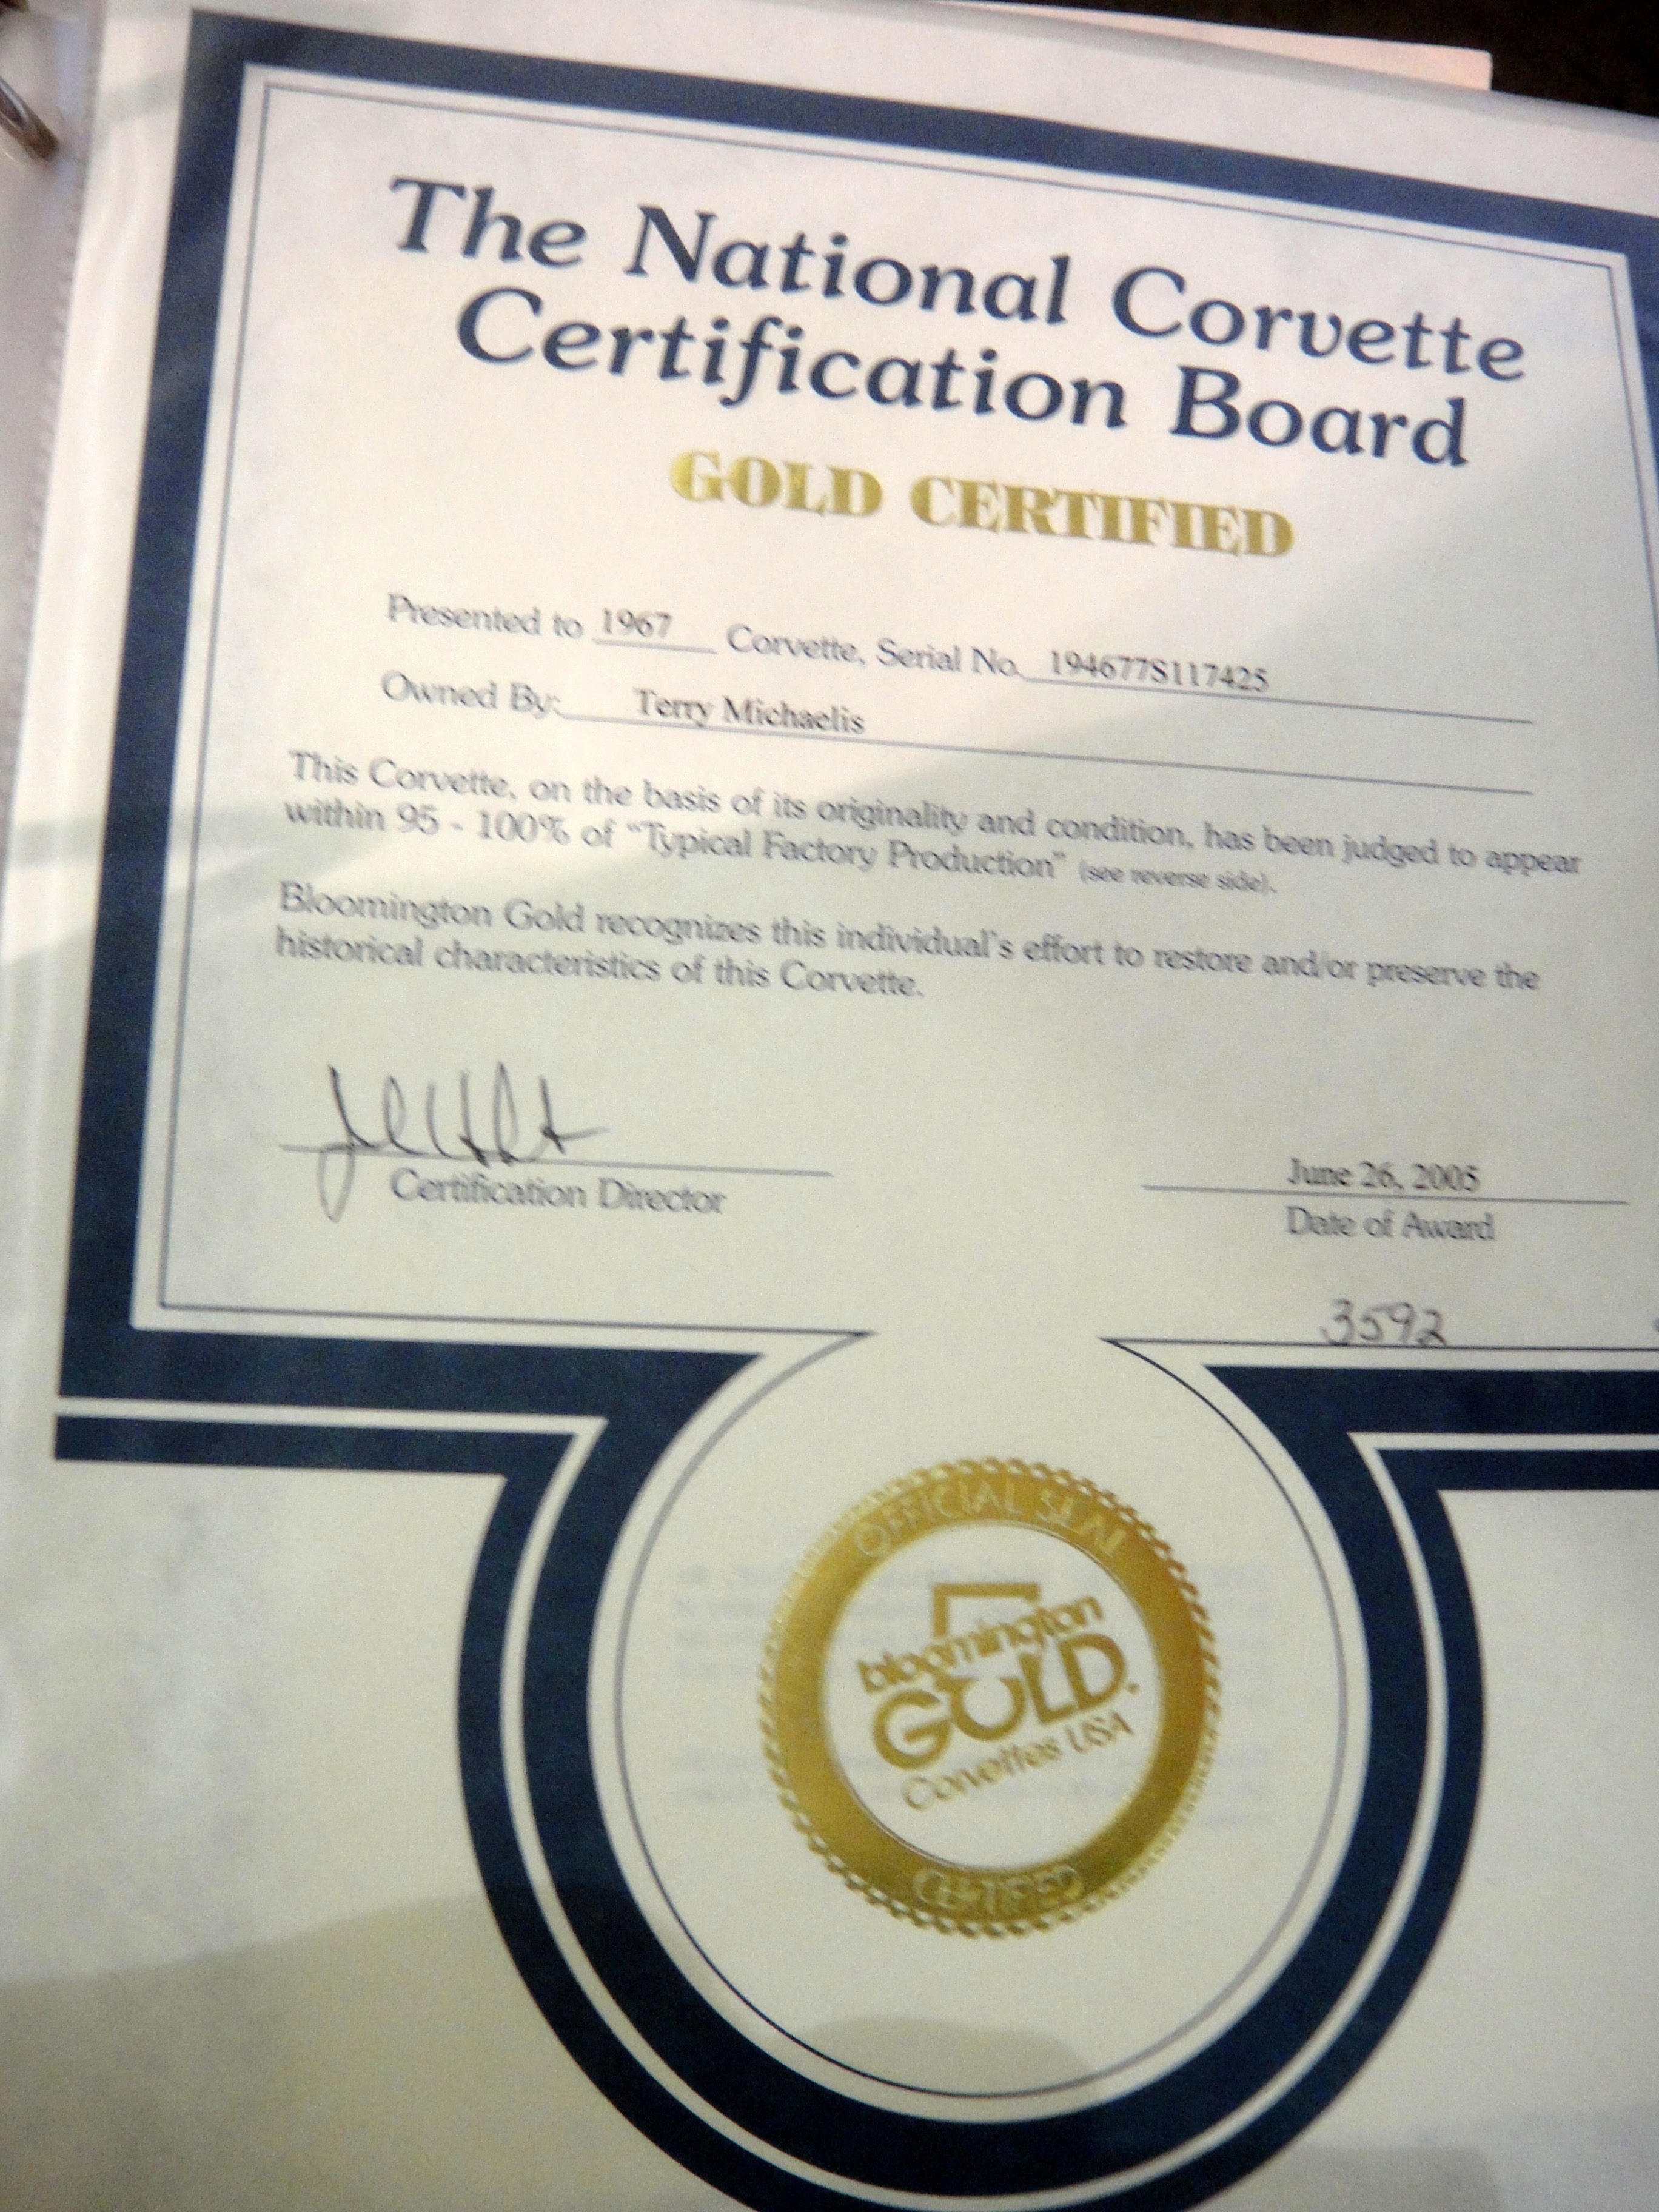 The National Corvette
Certification Board
GOLD CERTIFIED
Presented to 1967 Corvette, Serial No. 194677S117425
Owned By: Terry Michaelis
This Corvette, on the basis of its originality and condition, has been judged to appear
within 95 - 100% of "Typical Factory Production" (see reverse side).
Bloomington Gold recognizes this individual's effort to restore and/or preserve the
historical characteristics of this Corvette.
Certification Director
June 26, 2005
Date of Award
3592
OFFICIAL SEAL
bloomington
GOLD
Corvettes USA
CERTIFIED